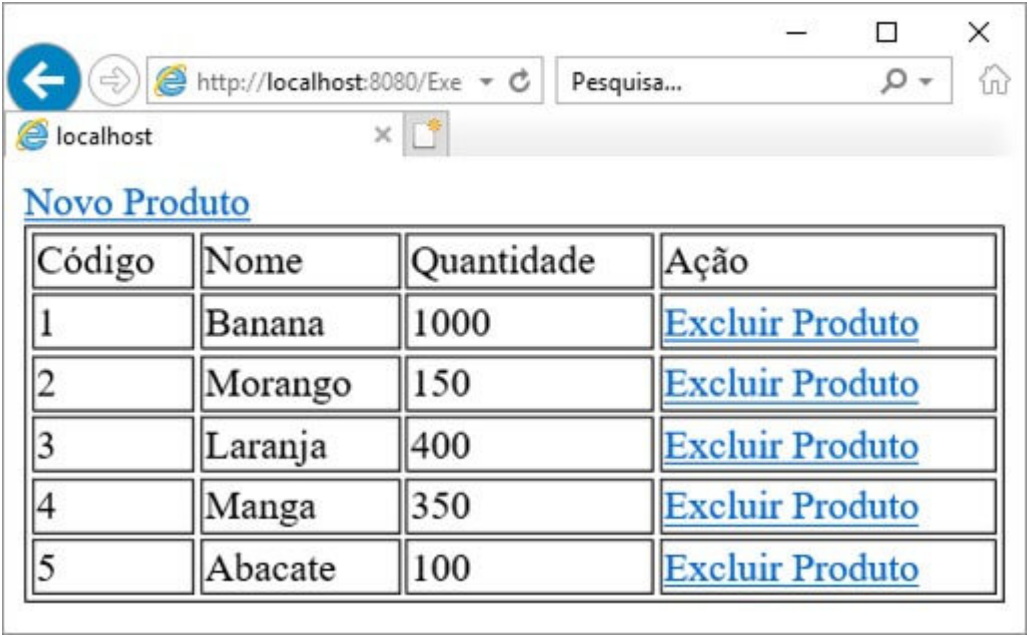 http://localhost:8080/Exe Pesquisa...
localhost
Novo Produto
Código Nome Quantidade Ação
1 Banana 1000 Excluir Produto
2 Morango 150 Excluir Produto
3 Laranja 400 Excluir Produto
4 Manga 350 Excluir Produto
5 Abacate 100 Excluir Produto